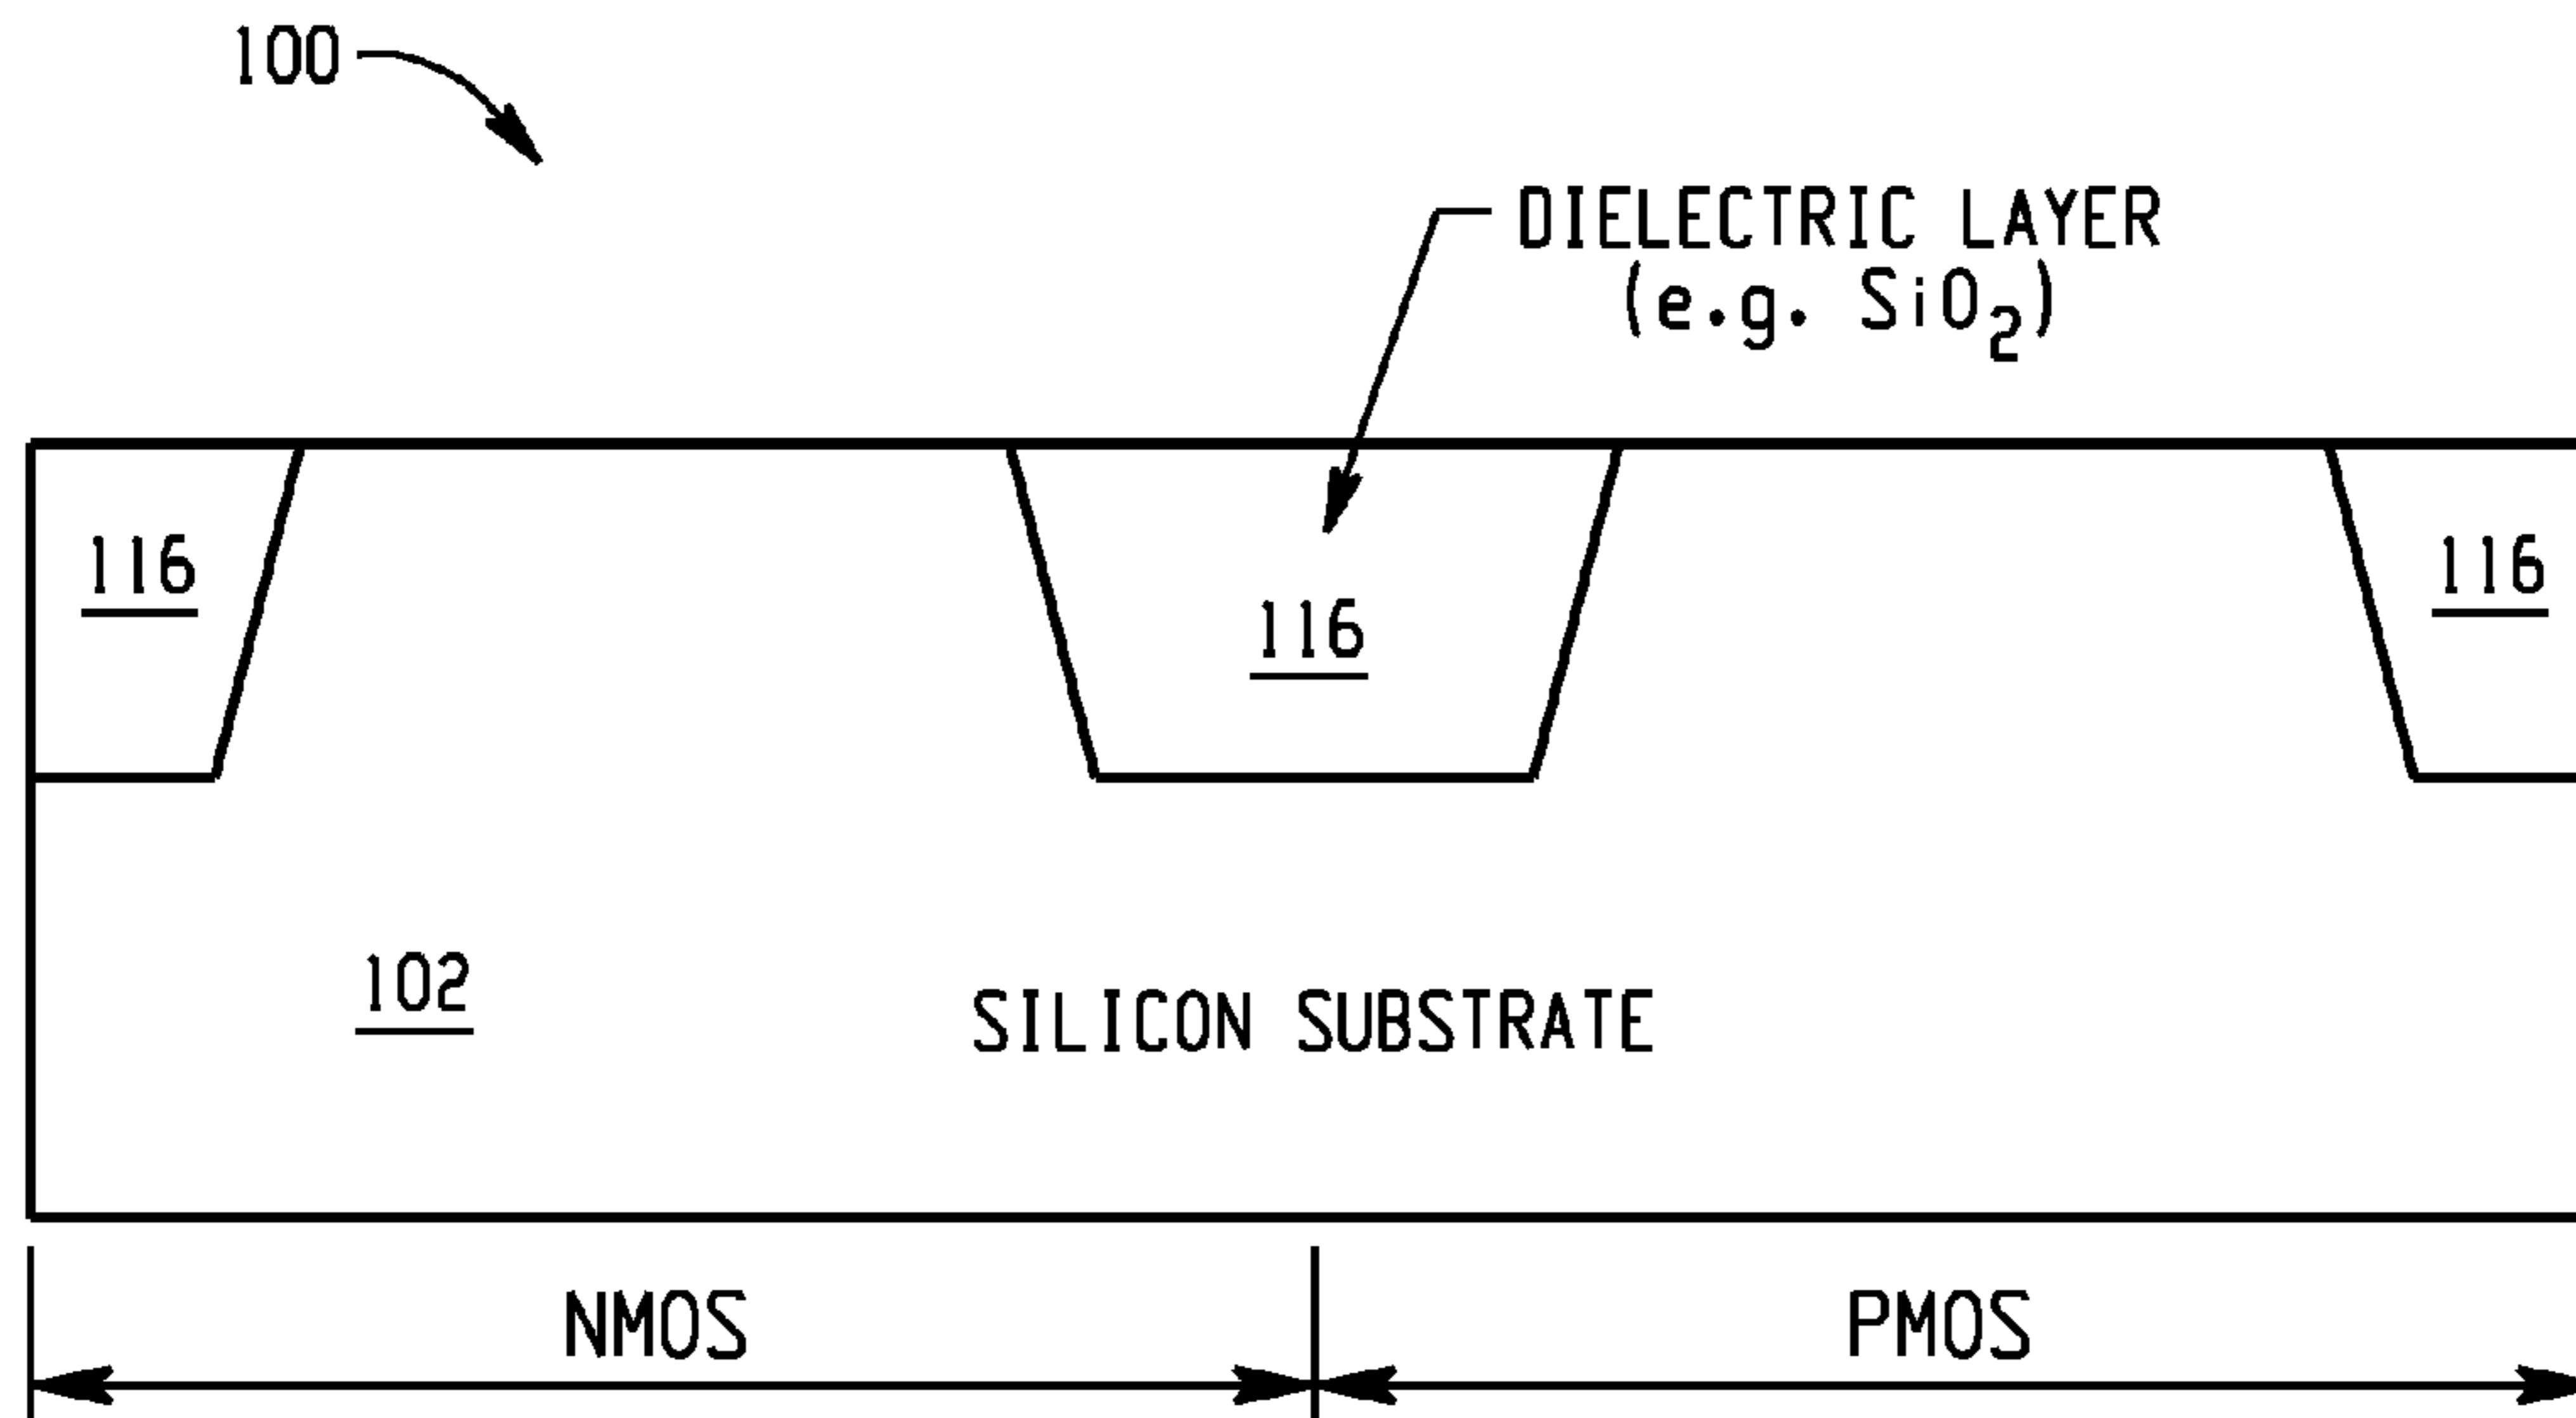 100
DIELECTRIC LAYER
(e.g. SiO₂)
116
116
116
102
SILICON SUBSTRATE
NMOS
PMOS